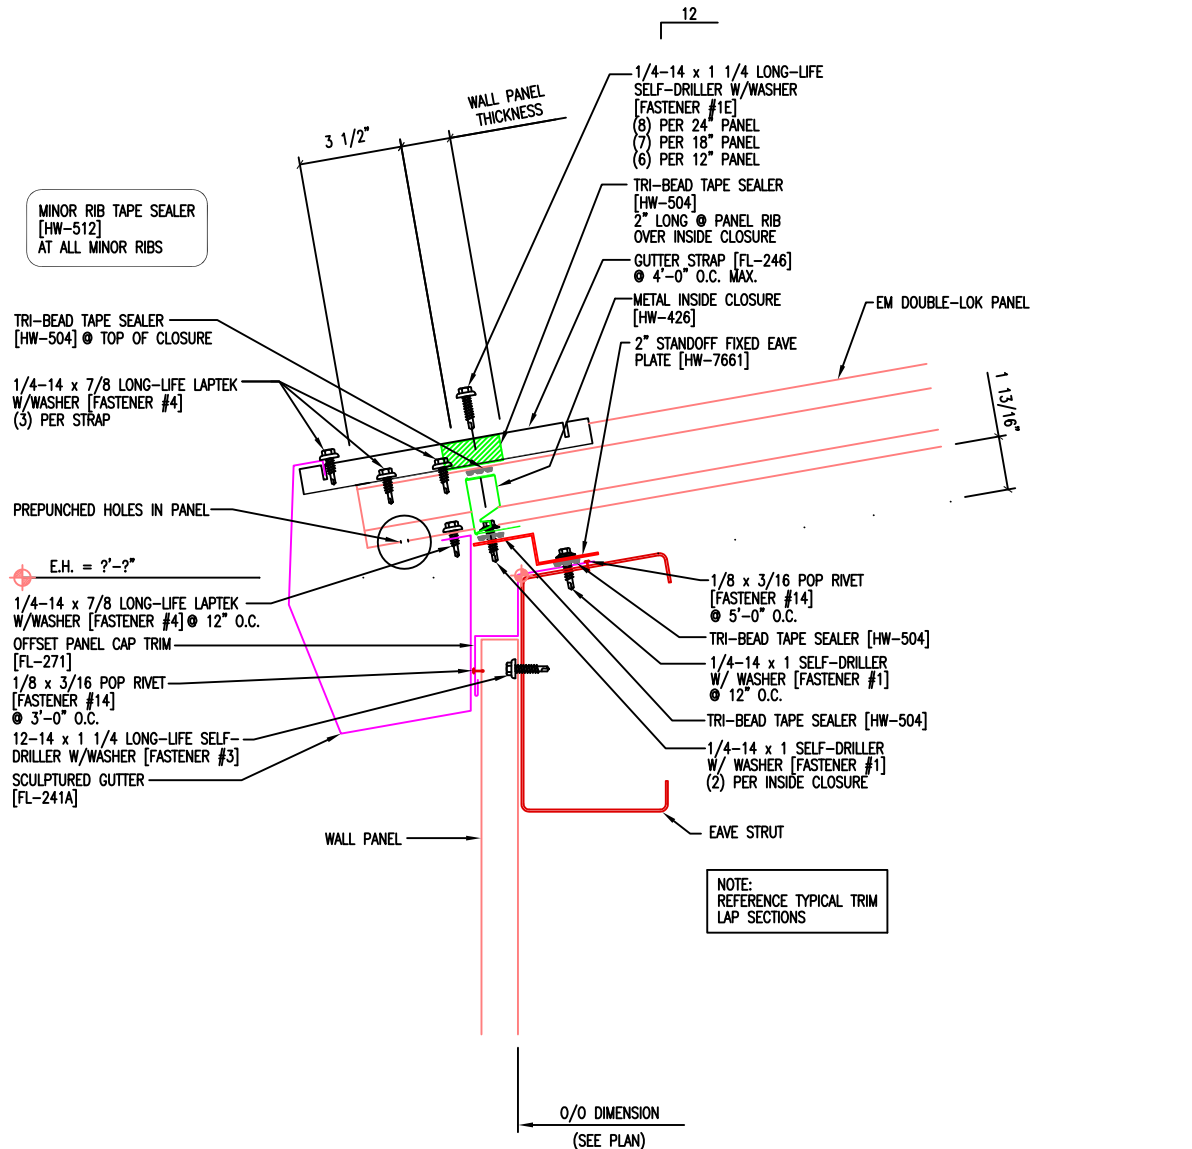 12
1/4-14 x 1 1/4 LONG-LIFE
SELF-DRILLER W/WASHER
[FASTENER #1E]
(8) PER 24" PANEL
(7) PER 18" PANEL
(6) PER 12" PANEL
WALL PANEL
THICKNESS
3 1/2"
TRI-BEAD TAPE SEALER
[HW-504]
2" LONG @ PANEL RIB
OVER INSIDE CLOSURE
MINOR RIB TAPE SEALER
[HW-512]
AT ALL MINOR RIBS
GUTTER STRAP [FL-246]
@ 4'-0" O.C. MAX.
METAL INSIDE CLOSURE
[HW-426]
EM DOUBLE-LOK PANEL
2" STANDOFF FIXED EAVE
PLATE [HW-7661]
1 13/16"
TRI-BEAD TAPE SEALER
[HW-504] @ TOP OF CLOSURE
1/4-14 x 7/8 LONG-LIFE LAPTEK
W/WASHER [FASTENER #4]
(3) PER STRAP
PREPUNCHED HOLES IN PANEL
E.H. = ?'-?"
1/4-14 x 7/8 LONG-LIFE LAPTEK
W/WASHER [FASTENER #4] @ 12" O.C.
OFFSET PANEL CAP TRIM
[FL-271]
1/8 x 3/16 POP RIVET
[FASTENER #14]
@ 3'-0" O.C.
12-14 x 1 1/4 LONG-LIFE SELF-
DRILLER W/WASHER [FASTENER #3]
SCULPTURED GUTTER
[FL-241A]
1/8 x 3/16 POP RIVET
[FASTENER #14]
@ 5'-0" O.C.
TRI-BEAD TAPE SEALER [HW-504]
1/4-14 x 1 SELF-DRILLER
W/ WASHER [FASTENER #1]
@ 12" O.C.
TRI-BEAD TAPE SEALER [HW-504]
1/4-14 x 1 SELF-DRILLER
W/ WASHER [FASTENER #1]
(2) PER INSIDE CLOSURE
WALL PANEL
EAVE STRUT
NOTE:
REFERENCE TYPICAL TRIM
LAP SECTIONS
O/O DIMENSION
(SEE PLAN)